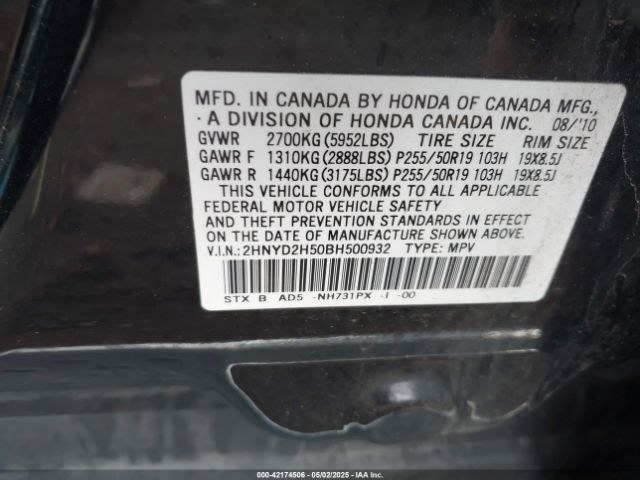 MFD. IN CANADA BY HONDA OF CANADA MFG.,
A DIVISION OF HONDA CANADA INC. 08/'10
GVWR 2700KG (5952LBS) TIRE SIZE RIM SIZE
GAWR F 1310KG (2888LBS) P255/50R19 103H 19X8.5J
GAWR R 1440KG (3175LBS) P255/50R19 103H 19X8.5J
THIS VEHICLE CONFORMS TO ALL APPLICABLE
FEDERAL MOTOR VEHICLE SAFETY
AND THEFT PREVENTION STANDARDS IN EFFECT
ON THE DATE OF MANUFACTURE SHOWN ABOVE.
V.I.N.: 2HNYD2H50BH500932 TYPE: MPV
STX B AD5 -NH731PX -I -00
000-42174506 - 05/02/2025 - IAA Inc.